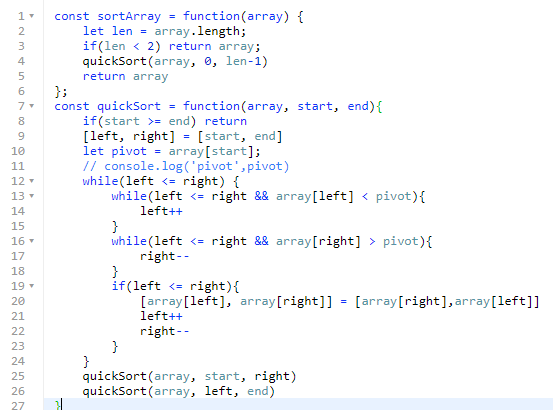 1 const sortArray = function(array) {
2 let len = array.length;
3 if(len < 2) return array;
4 quickSort(array, 0, len-1)
5 return array
6 };
7 const quickSort = function(array, start, end){
8 if(start >= end) return
9 [left, right] = [start, end]
10 let pivot = array[start];
11 // console.log('pivot',pivot)
12 while(left <= right) {
13 while(left <= right && array[left] < pivot){
14 left++
15 }
16 while(left <= right && array[right] > pivot){
17 right--
18 }
19 if(left <= right){
20 [array[left], array[right]] = [array[right],array[left]]
21 left++
22 right--
23 }
24 }
25 quickSort(array, start, right)
26 quickSort(array, left, end)
27 }